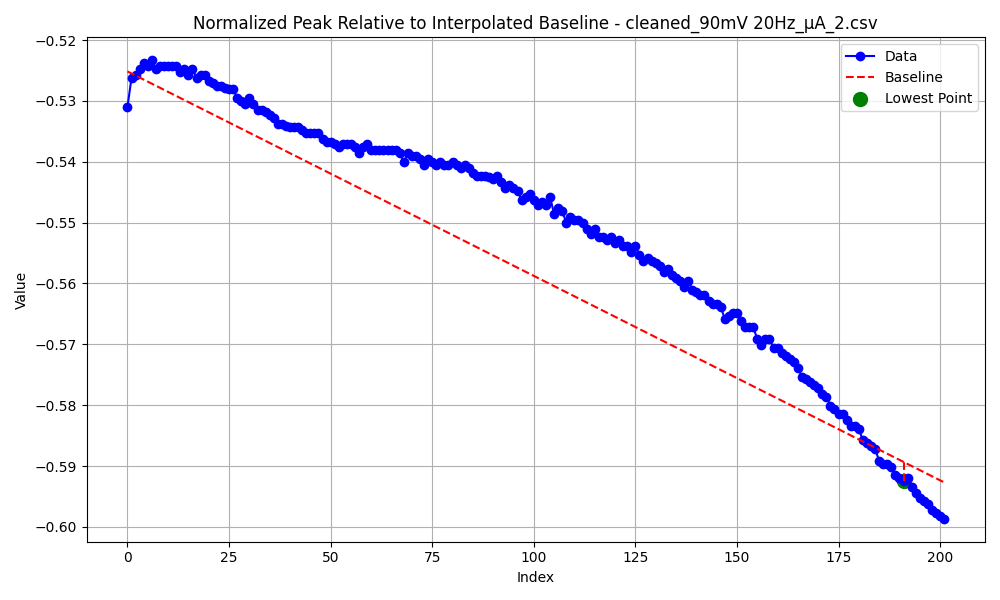 Normalized Peak Relative to Interpolated Baseline - cleaned_90mV 20Hz_μA_2.csv
−0.52
−0.53
−0.54
−0.55
−0.56
−0.57
−0.58
−0.59
−0.60
Value
Data
Baseline
Lowest Point
0 25 50 75 100 125 150 175 200
Index